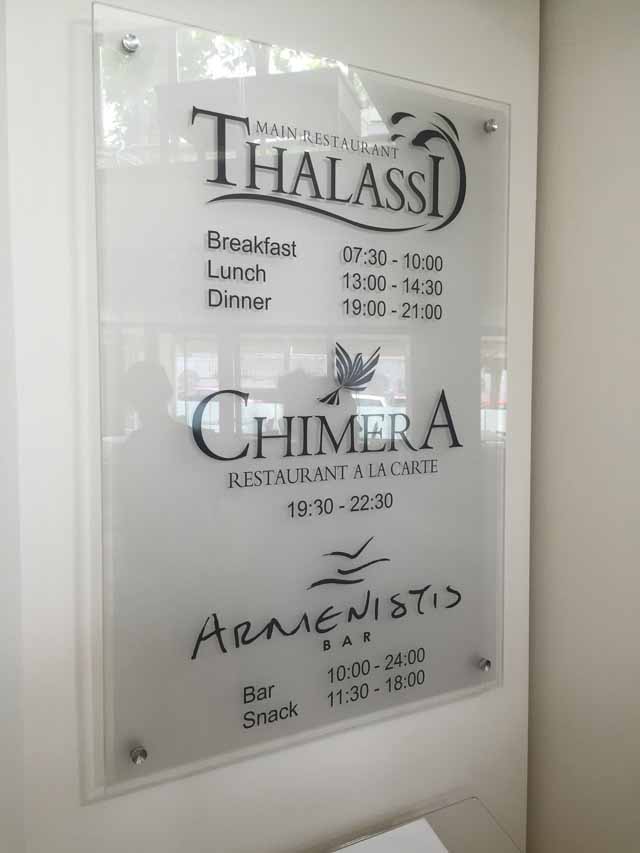 MAIN RESTAURANT
THALASSI
Breakfast 07:30 - 10:00
Lunch 13:00 - 14:30
Dinner 19:00 - 21:00
CHIMERA
RESTAURANT A LA CARTE
19:30 - 22:30
ARMENISTIS
BAR
Bar 10:00 - 24:00
Snack 11:30 - 18:00